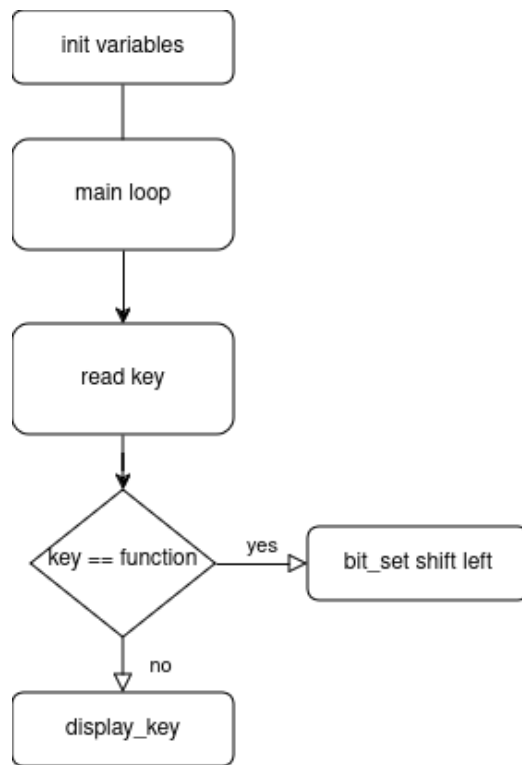 init variables
main loop
read key
key == function
yes
bit_set shift left
no
display_key